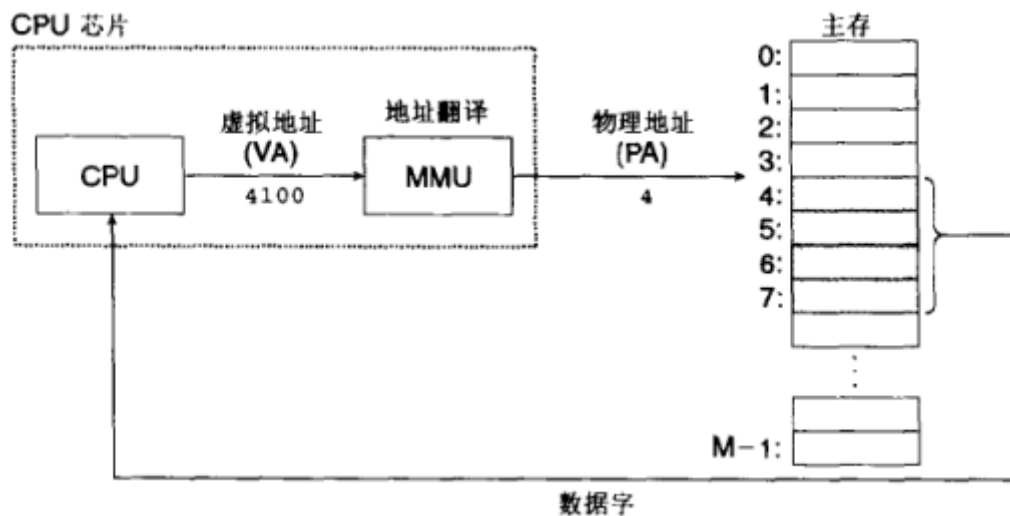 CPU 芯片
主存
0:
1:
2:
3:
4:
5:
6:
7:
M-1:
CPU
虚拟地址
(VA)
4100
地址翻译
MMU
物理地址
(PA)
4
数据字